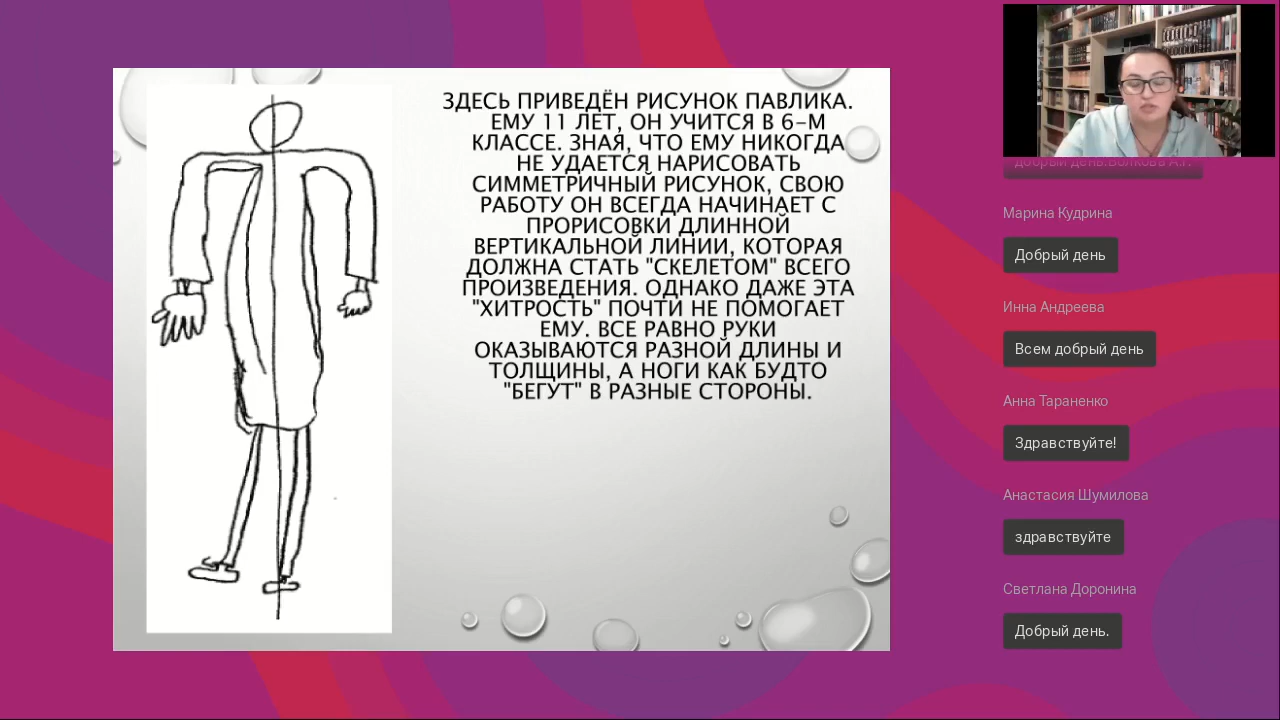 ЗДЕСЬ ПРИВЕДЁН РИСУНОК ПАВЛИКА.
ЕМУ 11 ЛЕТ, ОН УЧИТСЯ В 6-М
КЛАССЕ. ЗНАЯ, ЧТО ЕМУ НИКОГДА
НЕ УДАЕТСЯ НАРИСОВАТЬ
СИММЕТРИЧНЫЙ РИСУНОК, СВОЮ
РАБОТУ ОН ВСЕГДА НАЧИНАЕТ С
ПРОРИСОВКИ ДЛИННОЙ
ВЕРТИКАЛЬНОЙ ЛИНИИ, КОТОРАЯ
ДОЛЖНА СТАТЬ "СКЕЛЕТОМ" ВСЕГО
ПРОИЗВЕДЕНИЯ. ОДНАКО ДАЖЕ ЭТА
"ХИТРОСТЬ" ПОЧТИ НЕ ПОМОГАЕТ
ЕМУ. ВСЕ РАВНО РУКИ
ОКАЗЫВАЮТСЯ РАЗНОЙ ДЛИНЫ И
ТОЛЩИНЫ, А НОГИ КАК БУДТО
"БЕГУТ" В РАЗНЫЕ СТОРОНЫ.
добрый день.Волкова А.Г.
Марина Кудрина
Добрый день
Инна Андреева
Всем добрый день
Анна Тараненко
Здравствуйте!
Анастасия Шумилова
здравствуйте
Светлана Доронина
Добрый день.